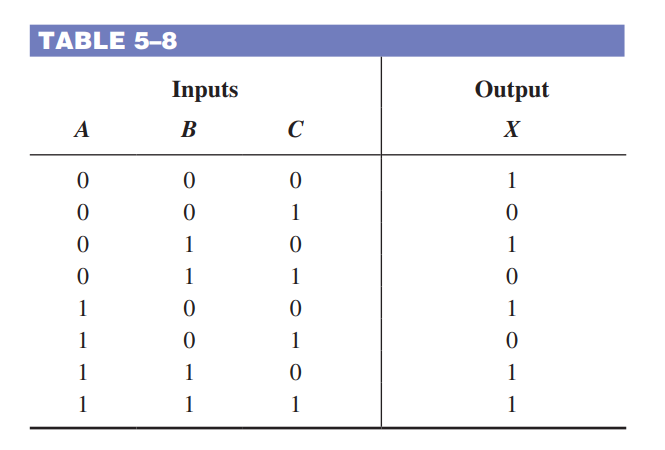 TABLE 5–8
Inputs Output
A B C X
0 0 0 1
0 0 1 0
0 1 0 1
0 1 1 0
1 0 0 1
1 0 1 0
1 1 0 1
1 1 1 1